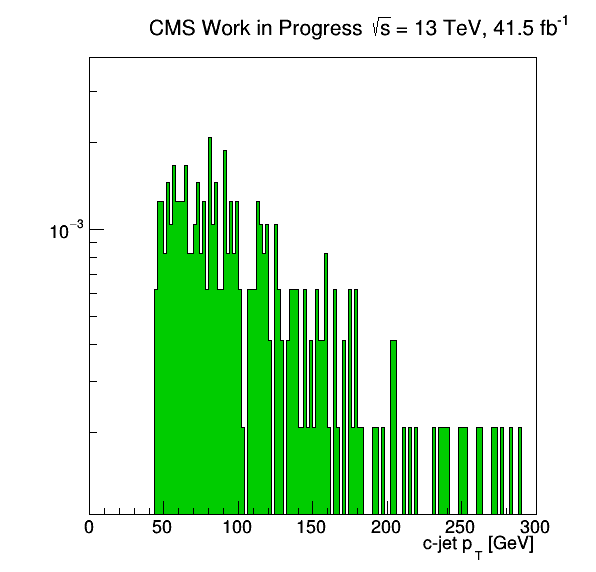 CMS Work in Progress √s = 13 TeV, 41.5 fb⁻¹
10⁻³
0 50 100 150 200 250 300
c-jet p_T [GeV]